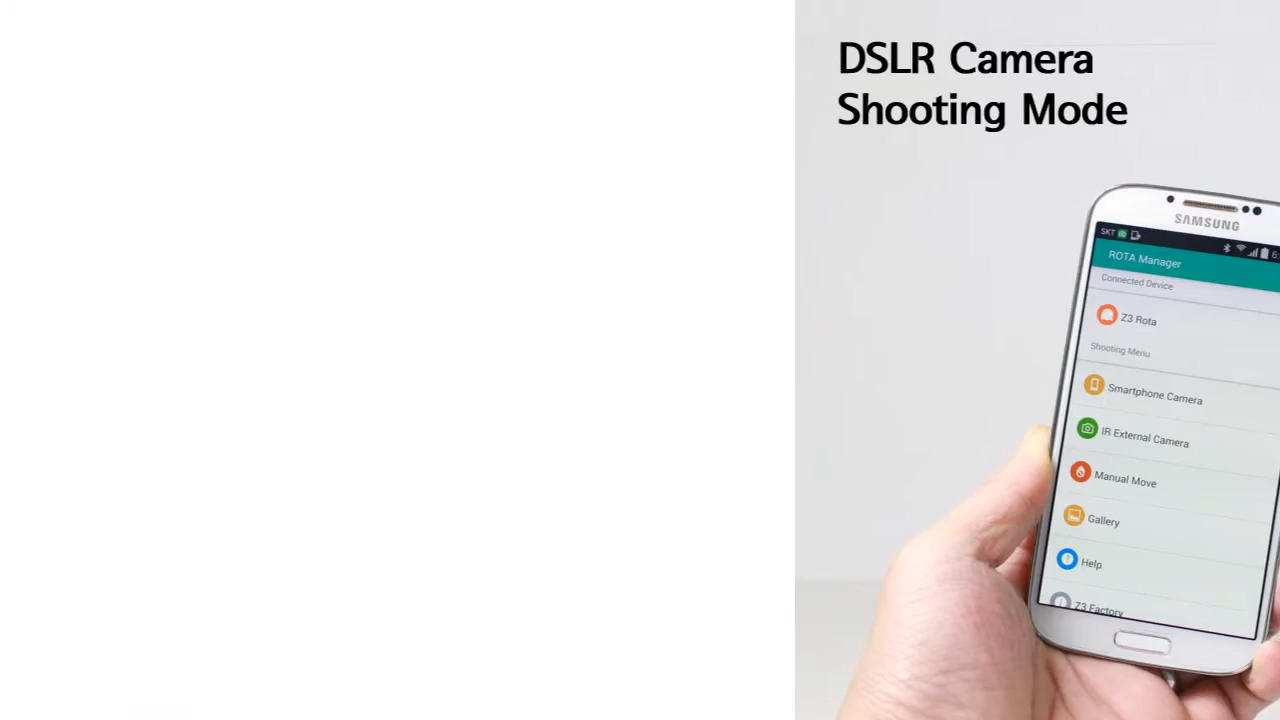 DSLR Camera
Shooting Mode
SAMSUNG
SKT
ROTA Manager
Connected Device
Z3 Rota
Shooting Menu
Smartphone Camera
IR External Camera
Manual Move
Gallery
Help
Z3 Factory